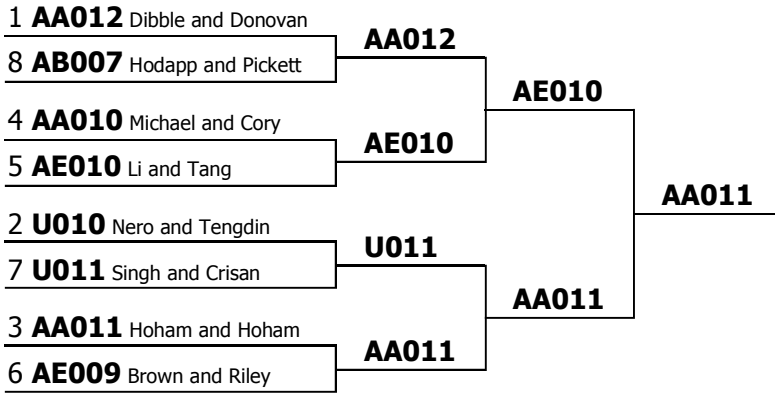 1 AA012 Dibble and Donovan
8 AB007 Hodapp and Pickett
4 AA010 Michael and Cory
5 AE010 Li and Tang
2 U010 Nero and Tengdin
7 U011 Singh and Crisan
3 AA011 Hoham and Hoham
6 AE009 Brown and Riley
AA012
AE010
U011
AA011
AE010
AA011
AA011